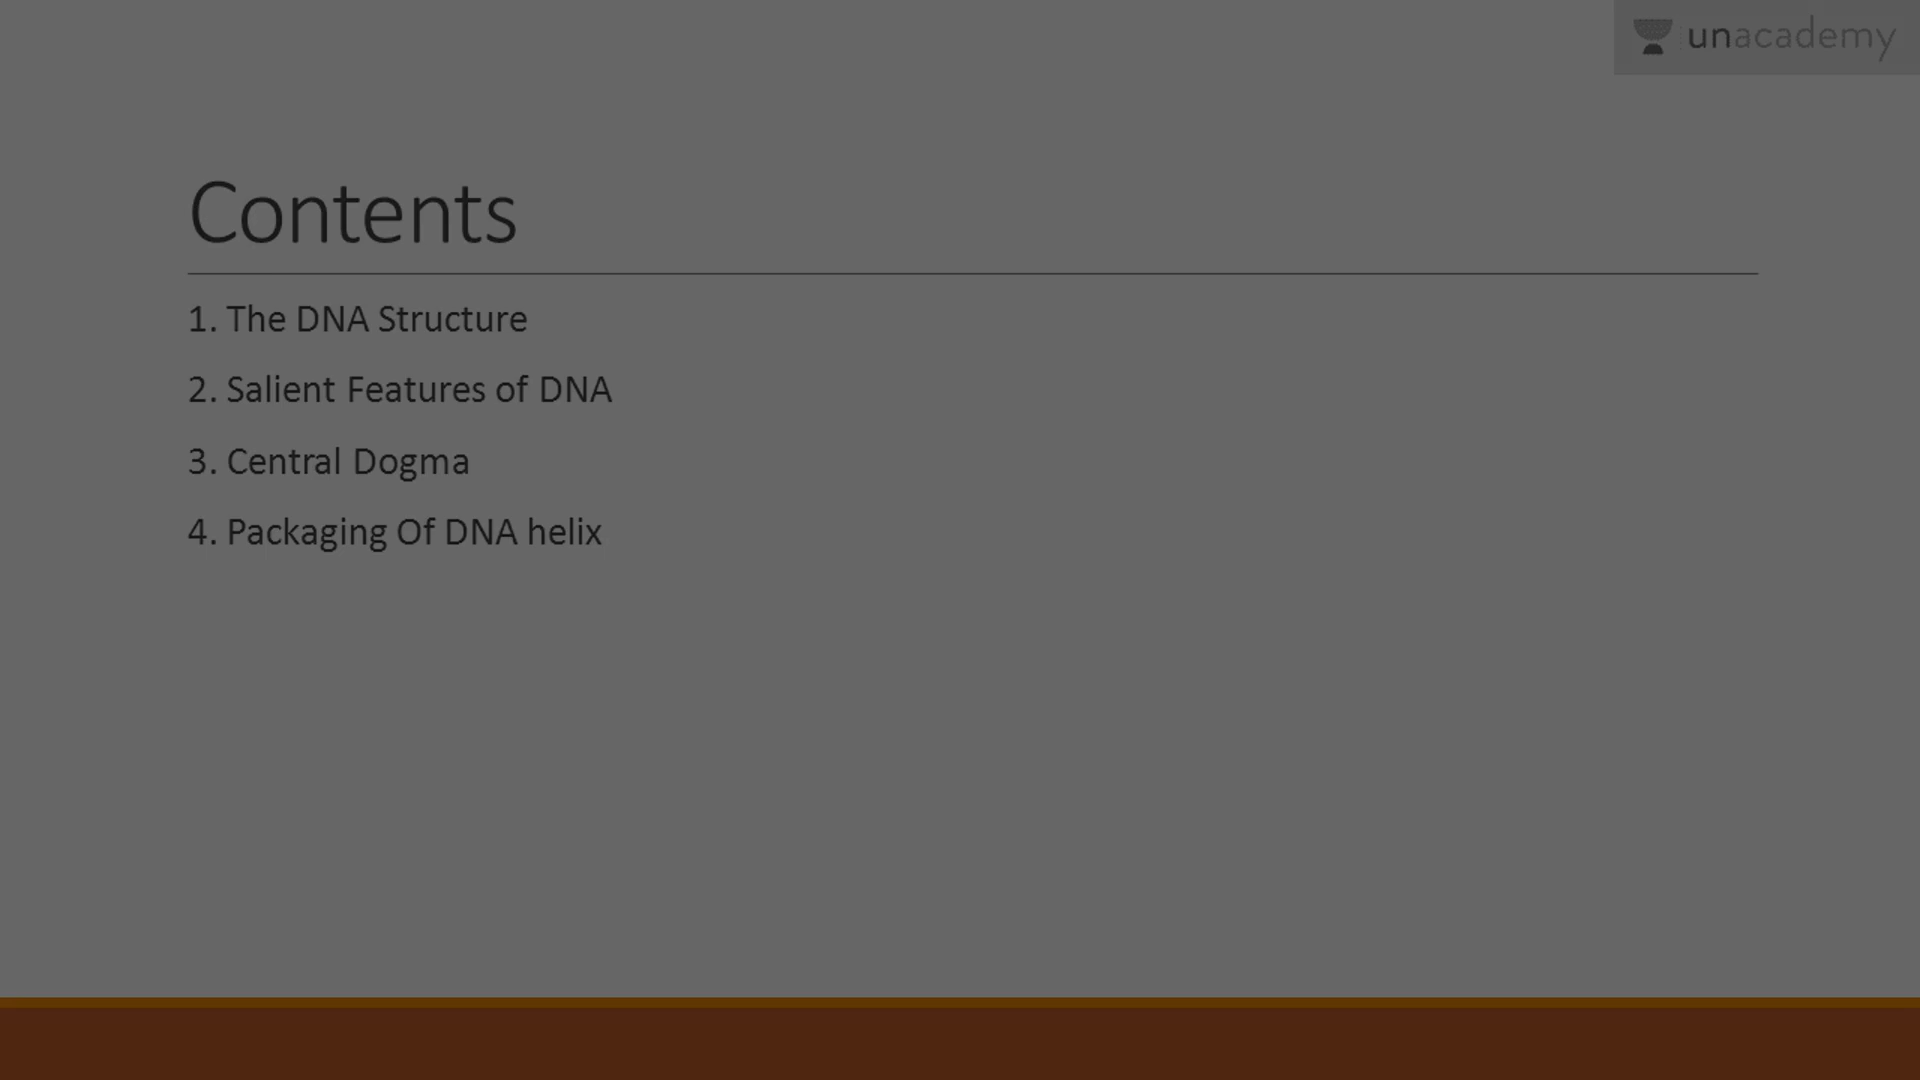 unacademy
Contents
1. The DNA Structure
2. Salient Features of DNA
3. Central Dogma
4. Packaging Of DNA helix